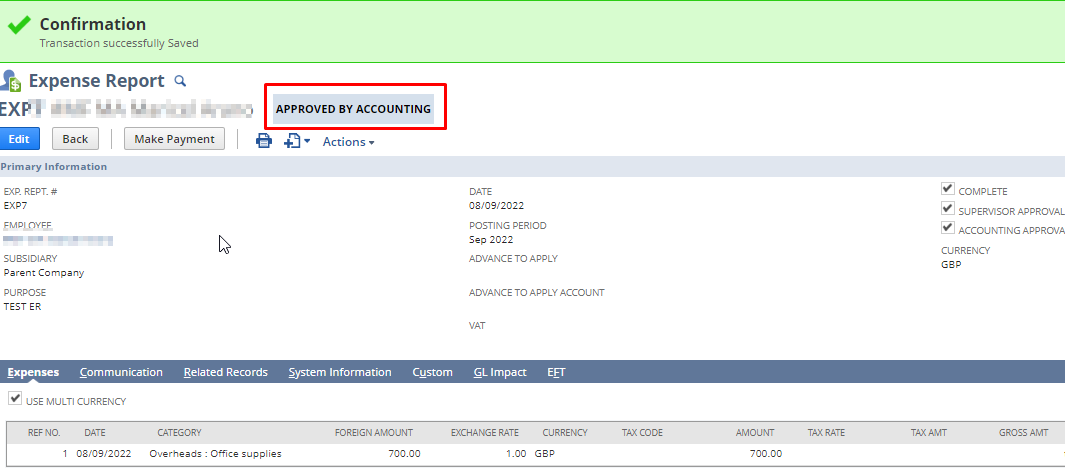 Confirmation
Transaction successfully Saved
Expense Report
APPROVED BY ACCOUNTING
Edit Back Make Payment Actions
Primary Information
EXP. REPT. # DATE COMPLETE
EXP7 08/09/2022 SUPERVISOR APPROVAL
EMPLOYEE POSTING PERIOD ACCOUNTING APPROVA
Sep 2022 CURRENCY
SUBSIDIARY ADVANCE TO APPLY GBP
Parent Company
PURPOSE ADVANCE TO APPLY ACCOUNT
TEST ER
VAT
Expenses Communication Related Records System Information Custom GL Impact EFT
USE MULTI CURRENCY
REF NO. DATE CATEGORY FOREIGN AMOUNT EXCHANGE RATE CURRENCY TAX CODE AMOUNT TAX RATE TAX AMT GROSS AMT
1 08/09/2022 Overheads : Office supplies 700.00 1.00 GBP 700.00